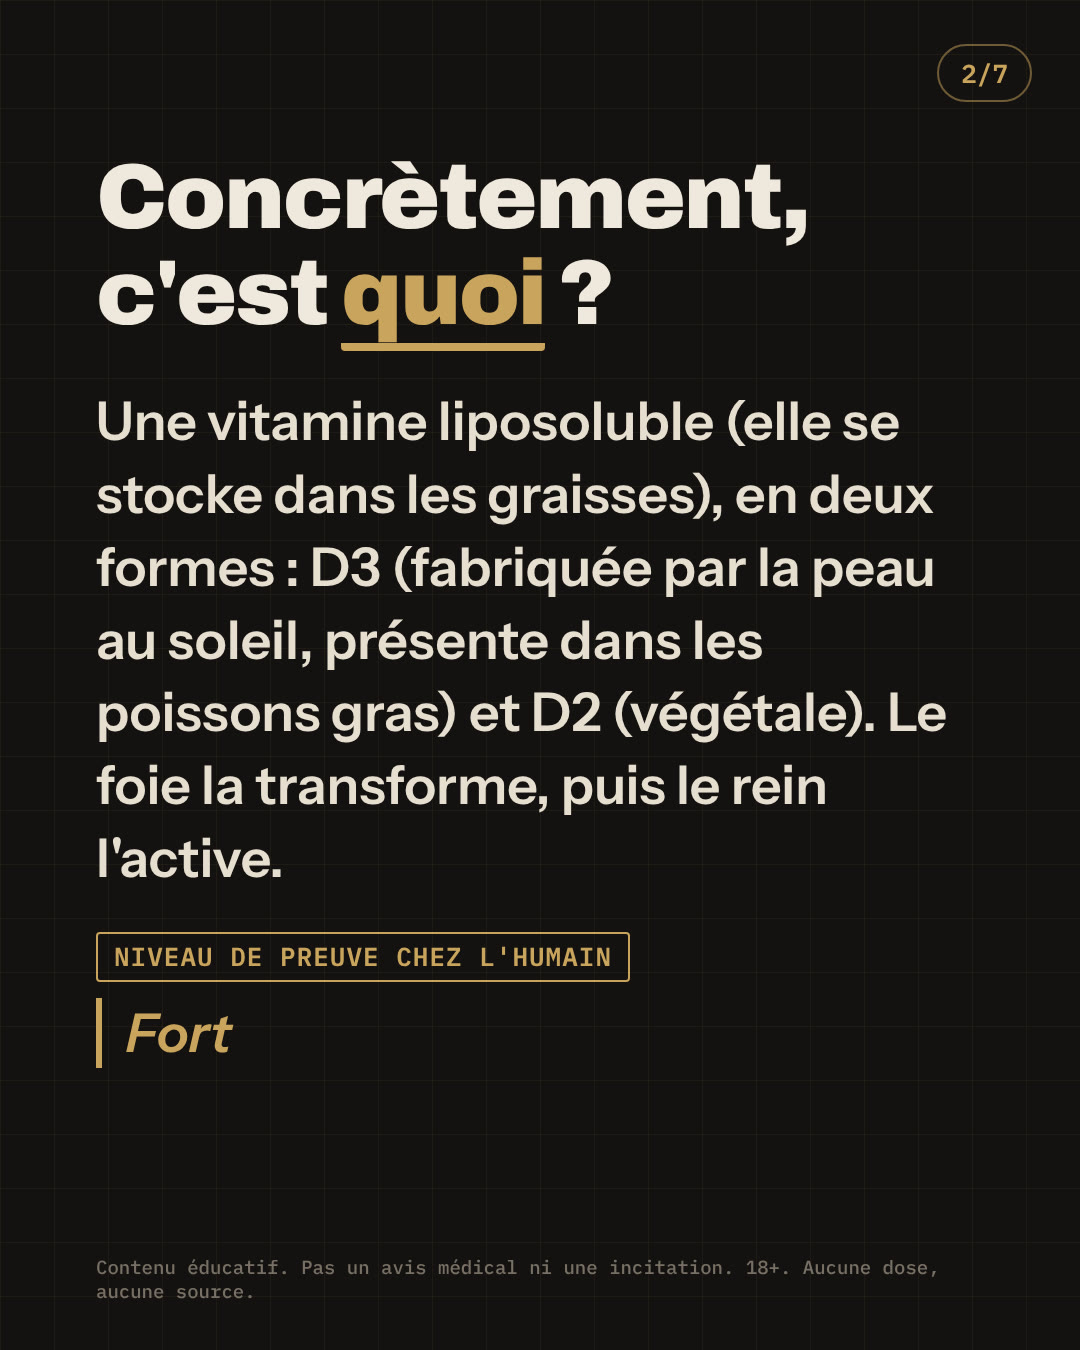 2/7
Concrètement,
c'est quoi ?
Une vitamine liposoluble (elle se
stocke dans les graisses), en deux
formes : D3 (fabriquée par la peau
au soleil, présente dans les
poissons gras) et D2 (végétale). Le
foie la transforme, puis le rein
l'active.
NIVEAU DE PREUVE CHEZ L'HUMAIN
Fort
Contenu éducatif. Pas un avis médical ni une incitation. 18+. Aucune dose,
aucune source.